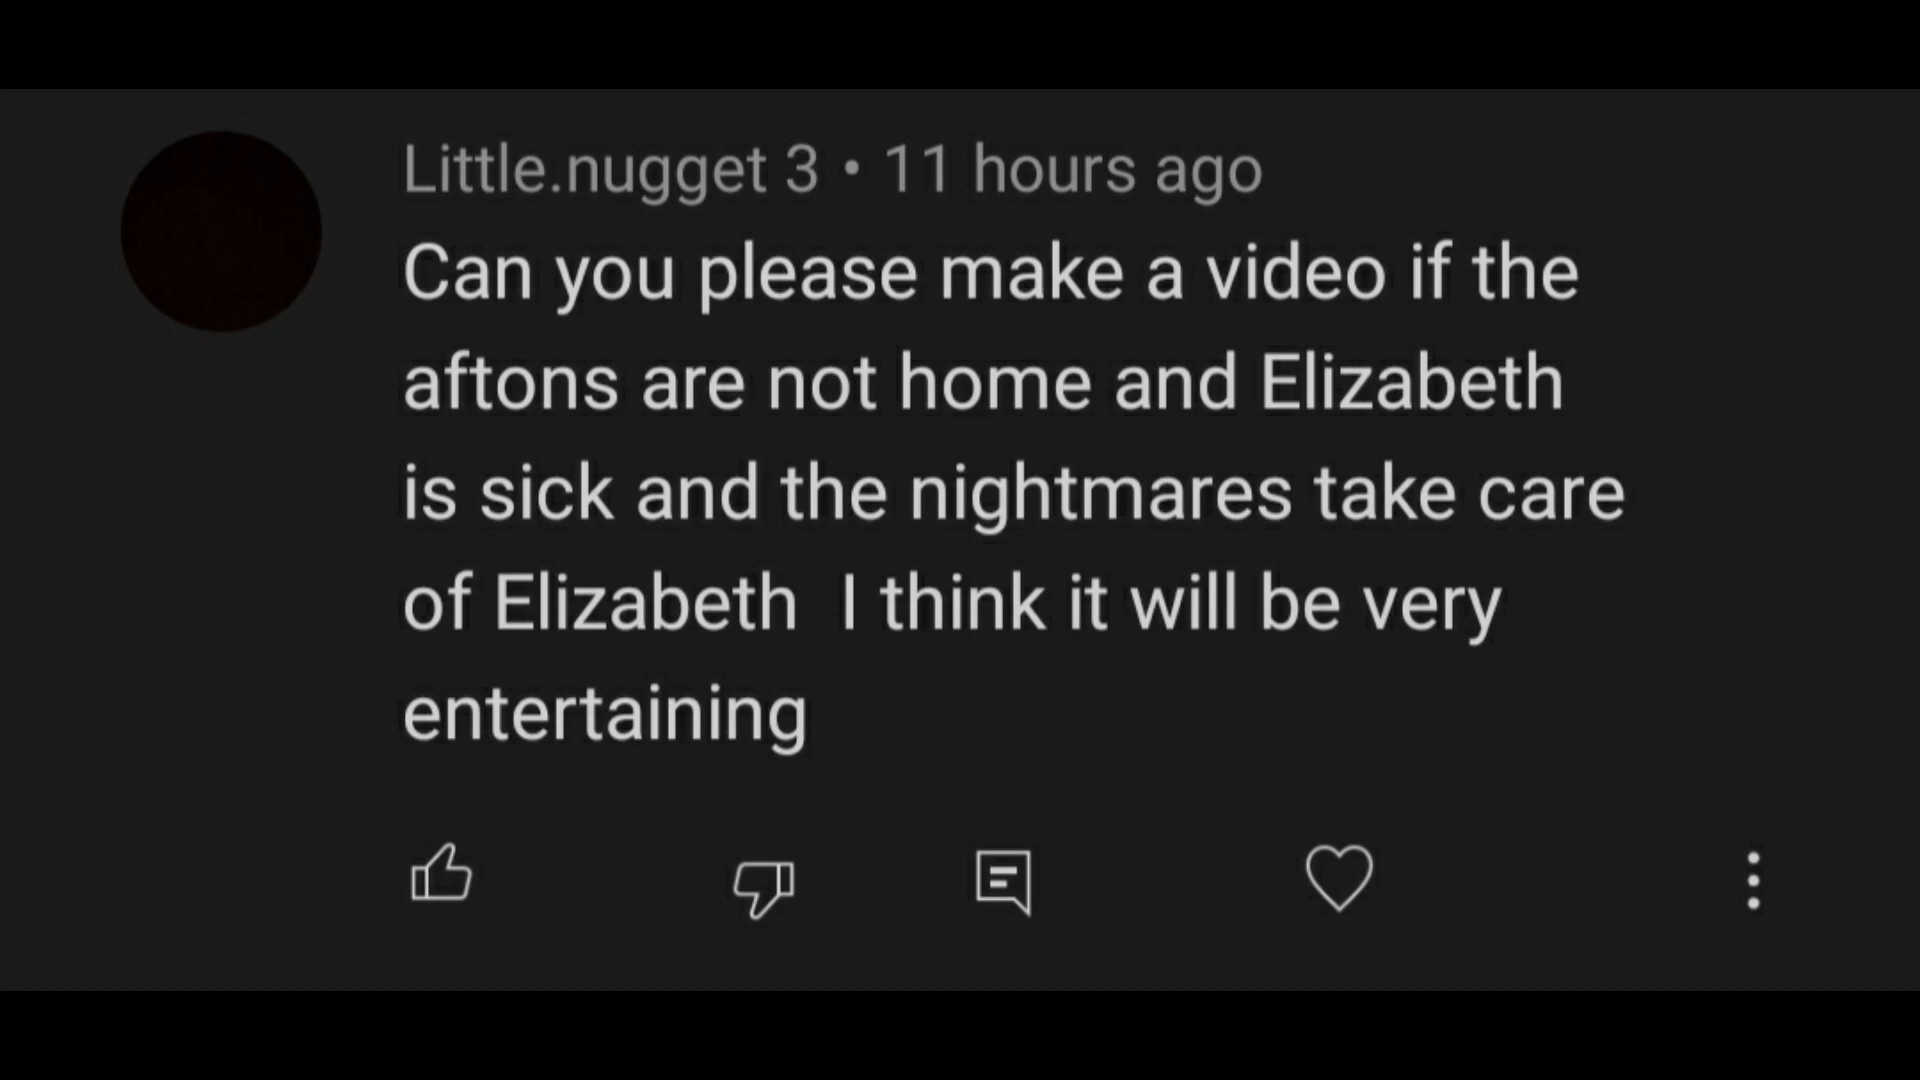 Little.nugget 3 • 11 hours ago
Can you please make a video if the
aftons are not home and Elizabeth
is sick and the nightmares take care
of Elizabeth  I think it will be very
entertaining